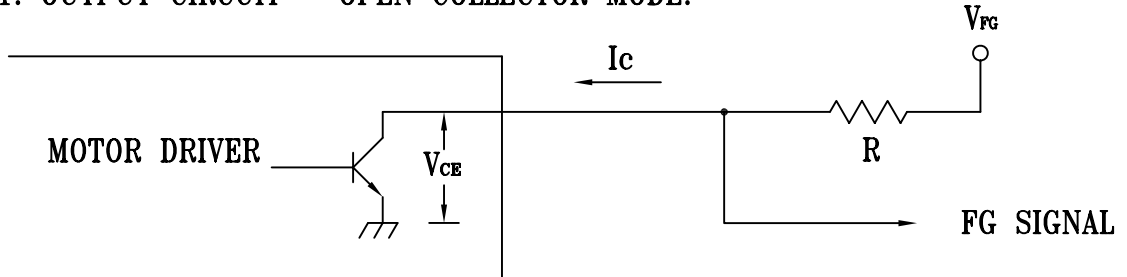 OUTPUT CIRCUIT OPEN COLLECTOR MODE.
VFG
Ic
MOTOR DRIVER
VCE
R
FG SIGNAL